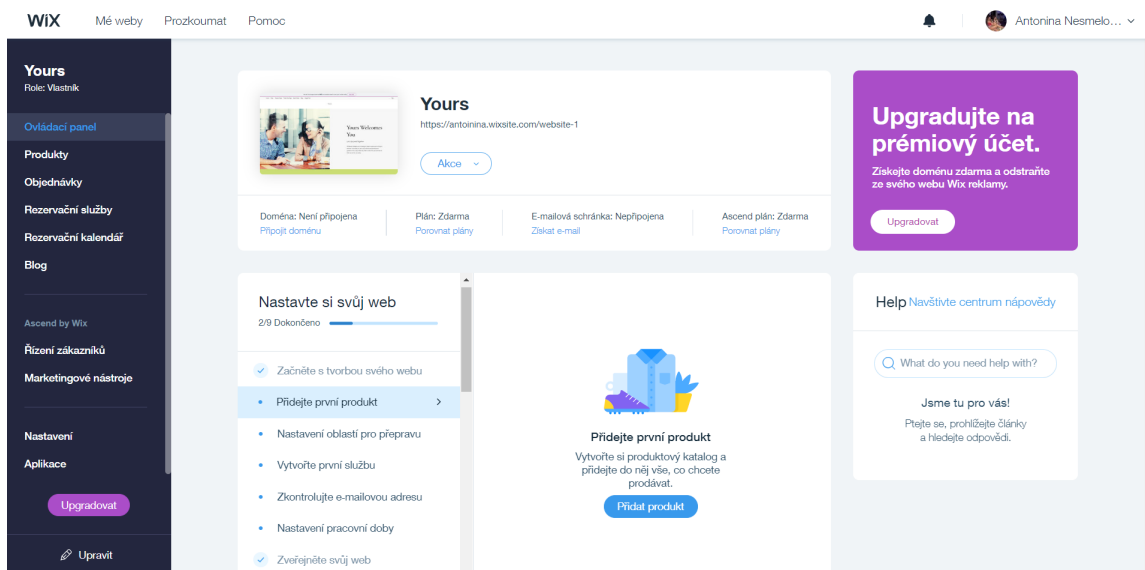 WiX
Mé weby
Prozkoumat
Pomoc
Antonina Nesmelo...
Yours
Role: Vlastník
Ovládací panel
Produkty
Objednávky
Rezervační služby
Rezervační kalendář
Blog
Ascend by Wix
Řízení zákazníků
Marketingové nástroje
Nastavení
Aplikace
Upgradovat
Upravit
Yours Welcomes
You
Yours
https://antoinina.wixsite.com/website-1
Akce
Doména: Není připojena
Připojit doménu
Plán: Zdarma
Porovnat plány
E-mailová schránka: Nepřipojena
Získat e-mail
Ascend plán: Zdarma
Porovnat plány
Upgradujte na
prémiový účet.
Získejte doménu zdarma a odstraňte
ze svého webu Wix reklamy.
Upgradovat
Nastavte si svůj web
2/9 Dokončeno
Začněte s tvorbou svého webu
Přidejte první produkt
Nastavení oblastí pro přepravu
Vytvořte první službu
Zkontrolujte e-mailovou adresu
Nastavení pracovní doby
Zveřejněte svůj web
Přidejte první produkt
Vytvořte si produktový katalog a
přidejte do něj vše, co chcete
prodávat.
Přidat produkt
Help Navštivte centrum nápovědy
What do you need help with?
Jsme tu pro vás!
Ptejte se, prohlížejte články
a hledejte odpovědi.